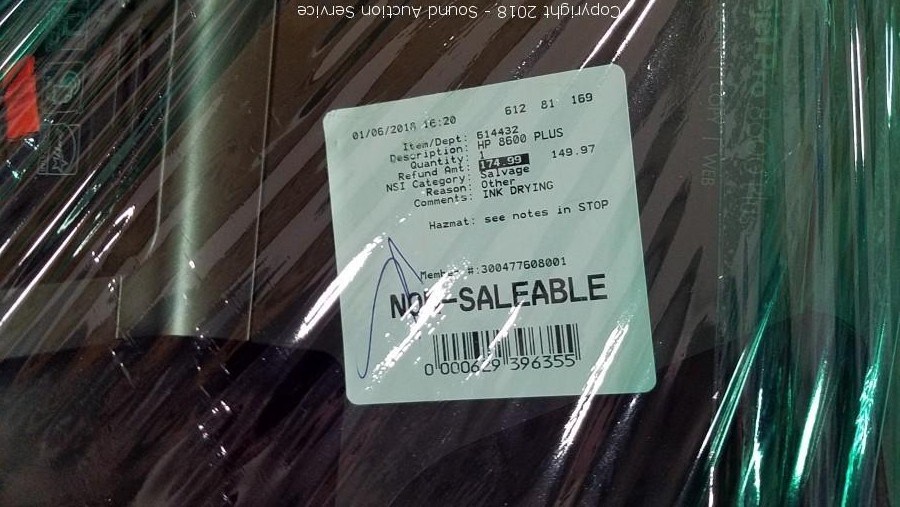 Copyright 2018 - Sound Auction Service
01/06/2018 16:20 612 81 169
Item/Dept: 614432
Description: HP 8600 PLUS
Quantity: 1
Refund Amt: 174.99 149.97
NSI Category: Salvage
Reason: Other
Comments: INK DRYING
Hazmat: see notes in STOP
Member #:300477608001
NON-SALEABLE
0 000629 396355
COPY | WEB